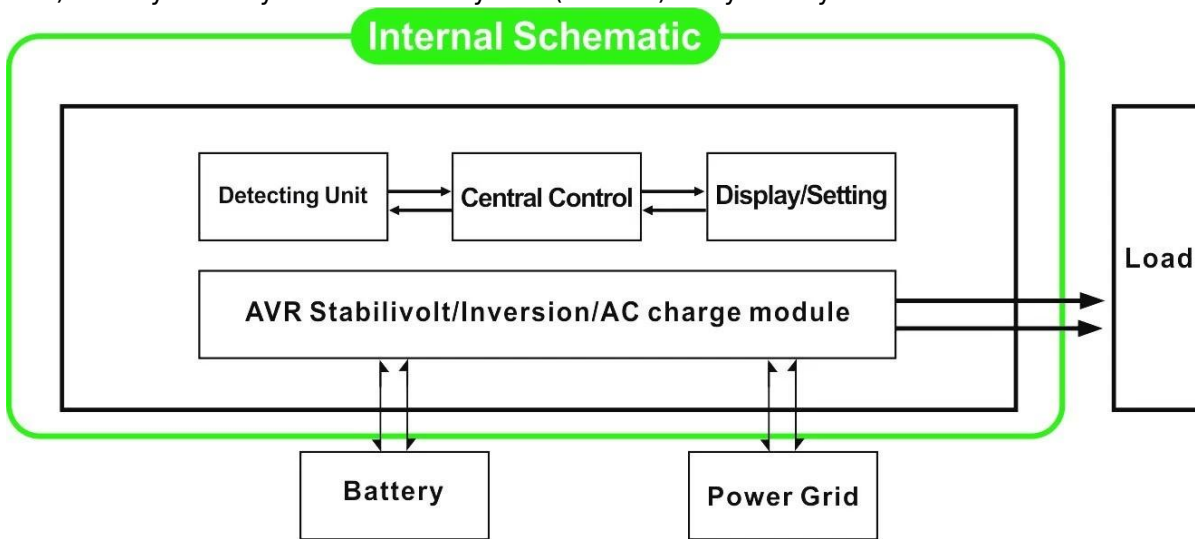 Internal Schematic
Detecting Unit
Central Control
Display/Setting
Load
AVR Stabilivolt/Inversion/AC charge module
Battery
Power Grid